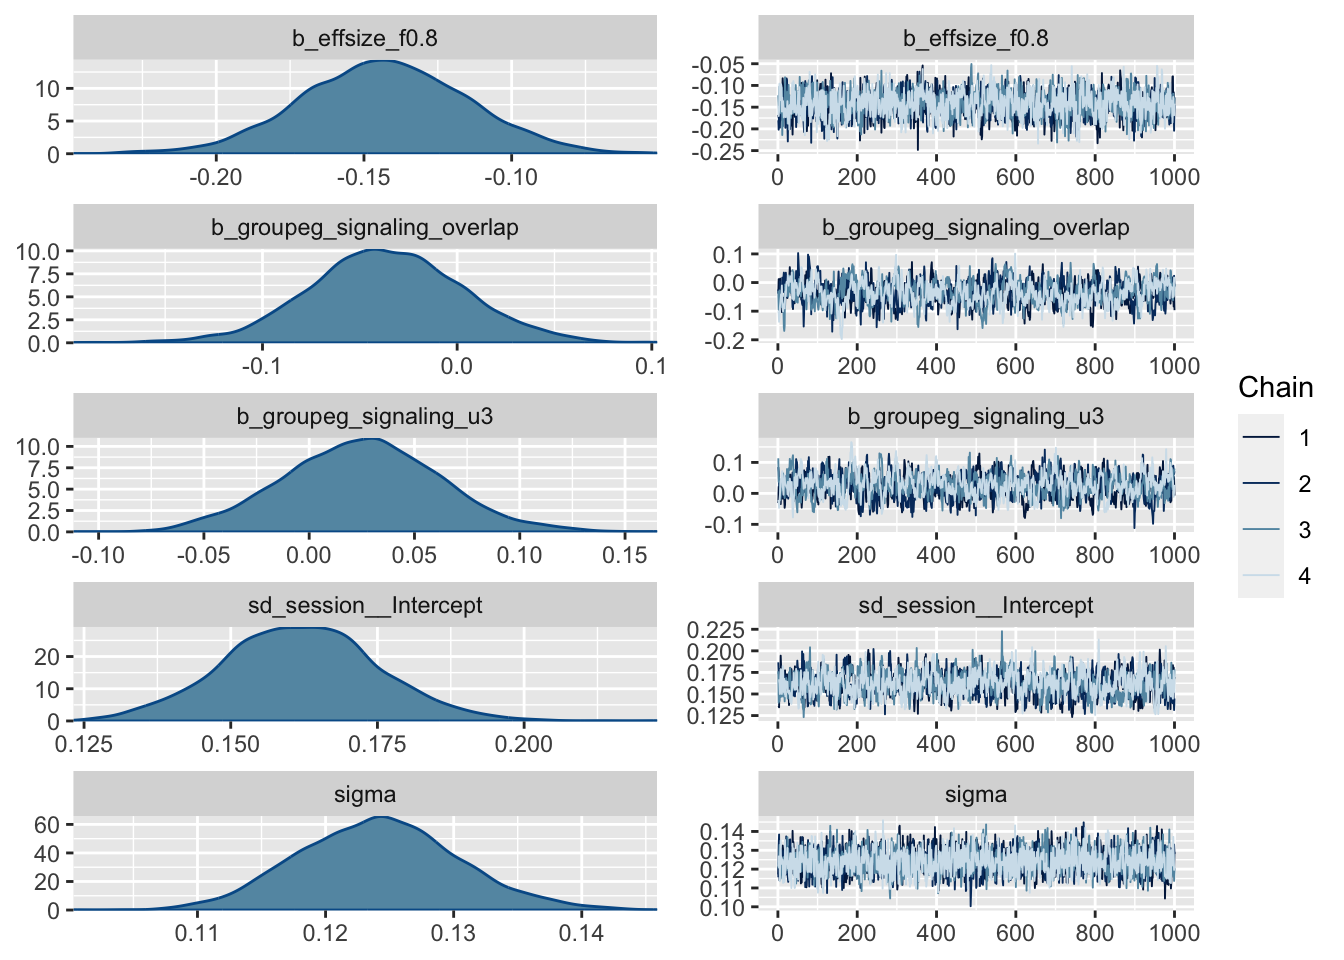 b_effsize_f0.8
b_effsize_f0.8
10
5
0
-0.20 -0.15 -0.10
-0.05
-0.10
-0.15
-0.20
-0.25
0 200 400 600 800 1000
b_groupeg_signaling_overlap
b_groupeg_signaling_overlap
10.0
7.5
5.0
2.5
0.0
-0.1 0.0 0.1
0.1
0.0
-0.1
-0.2
0 200 400 600 800 1000
b_groupeg_signaling_u3
b_groupeg_signaling_u3
10.0
7.5
5.0
2.5
0.0
-0.10 -0.05 0.00 0.05 0.10 0.15
0.1
0.0
-0.1
0 200 400 600 800 1000
sd_session__Intercept
sd_session__Intercept
20
10
0
0.125 0.150 0.175 0.200
0.225
0.200
0.175
0.150
0.125
0 200 400 600 800 1000
sigma
sigma
60
40
20
0
0.11 0.12 0.13 0.14
0.14
0.13
0.12
0.11
0.10
0 200 400 600 800 1000
Chain
1
2
3
4